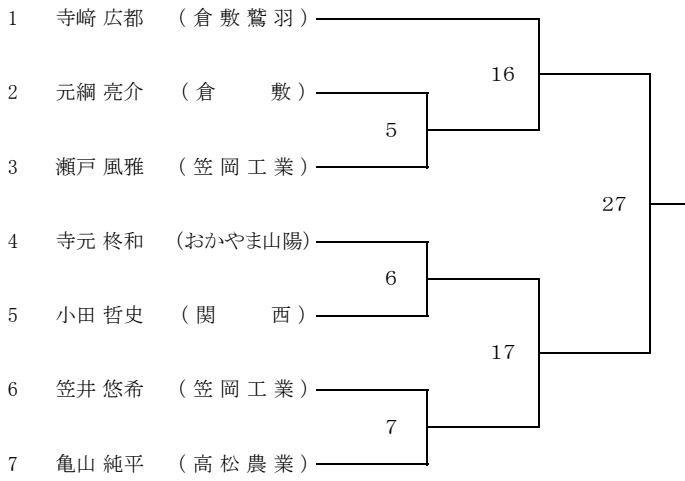 1 寺﨑 広都 (倉敷鷲羽)
16
2 元綱 亮介 (倉 敷)
5
3 瀬戸 風雅 (笠岡工業)
27
4 寺元 柊和 (おかやま山陽)
6
5 小田 哲史 (関 西)
17
6 笠井 悠希 (笠岡工業)
7
7 亀山 純平 (高松農業)